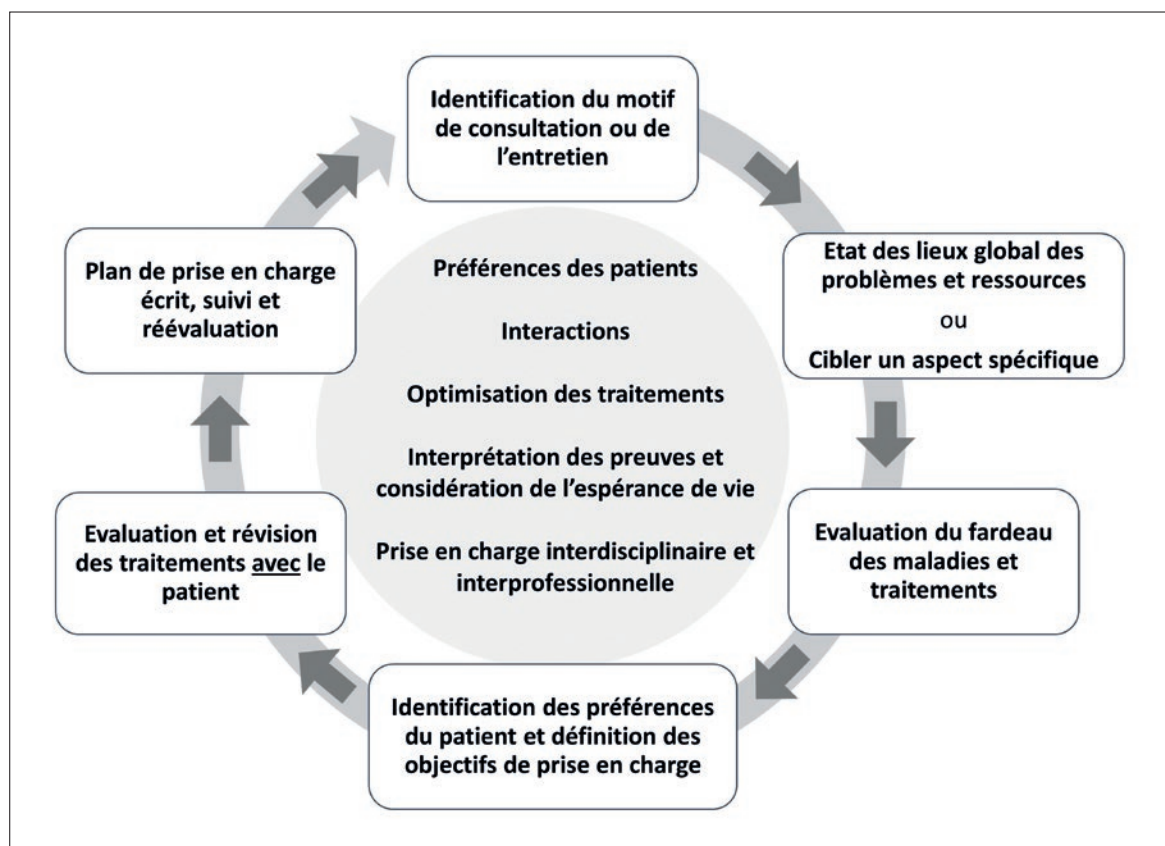 Identification du motif
de consultation ou de
l’entretien
Etat des lieux global des
problèmes et ressources
ou
Cibler un aspect spécifique
Evaluation du fardeau
des maladies et
traitements
Identification des préférences
du patient et définition des
objectifs de prise en charge
Evaluation et révision
des traitements avec le
patient
Plan de prise en charge
écrit, suivi et
réévaluation
Préférences des patients
Interactions
Optimisation des traitements
Interprétation des preuves et
considération de l’espérance de vie
Prise en charge interdisciplinaire et
interprofessionnelle